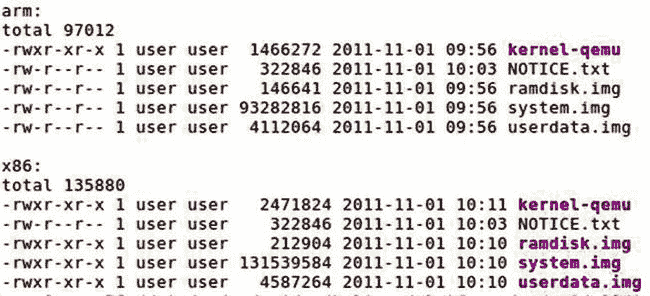 arm:
total 97012
-rwxr-xr-x 1 user user 1466272 2011-11-01 09:56 kernel-qemu
-rw-r--r-- 1 user user 322846 2011-11-01 10:03 NOTICE.txt
-rw-r--r-- 1 user user 146641 2011-11-01 09:56 ramdisk.img
-rw-r--r-- 1 user user 93282816 2011-11-01 09:56 system.img
-rw-r--r-- 1 user user 4112064 2011-11-01 09:56 userdata.img
x86:
total 135880
-rwxr-xr-x 1 user user 2471824 2011-11-01 10:11 kernel-qemu
-rw-r--r-- 1 user user 322846 2011-11-01 10:03 NOTICE.txt
-rwxr-xr-x 1 user user 212904 2011-11-01 10:10 ramdisk.img
-rwxr-xr-x 1 user user 131539584 2011-11-01 10:10 system.img
-rwxr-xr-x 1 user user 4587264 2011-11-01 10:10 userdata.img